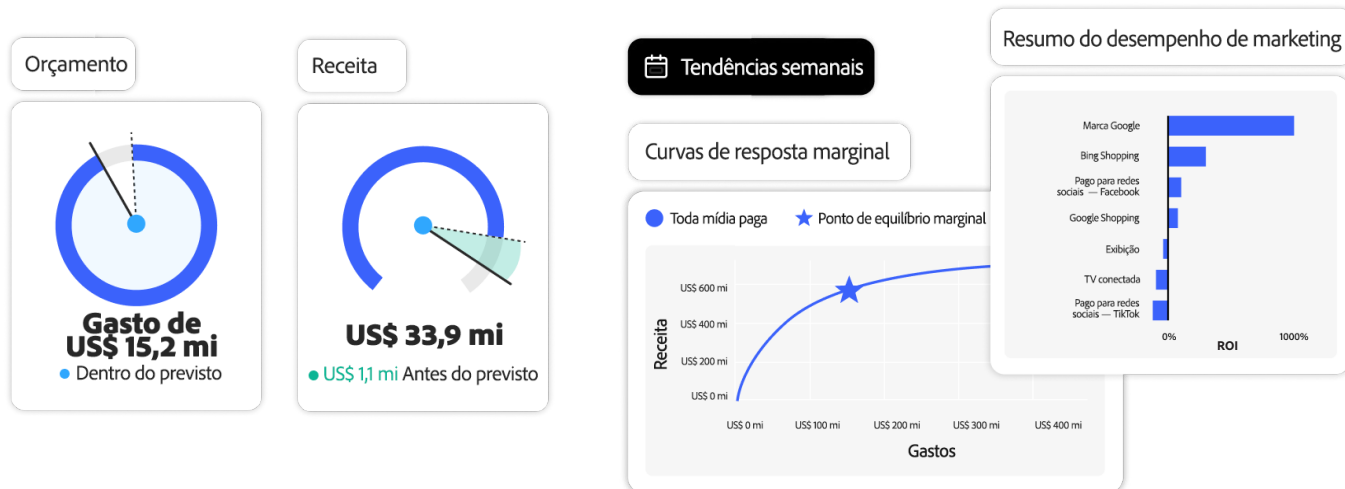 Orçamento
Gasto de
US$ 15,2 mi
Dentro do previsto
Receita
US$ 33,9 mi
US$ 1,1 mi Antes do previsto
Tendências semanais
Curvas de resposta marginal
Toda mídia paga
Ponto de equilíbrio marginal
Receita
US$ 600 mi
US$ 400 mi
US$ 200 mi
US$ 0 mi
US$ 0 mi
US$ 100 mi
US$ 200 mi
US$ 300 mi
US$ 400 mi
Gastos
Resumo do desempenho de marketing
Marca Google
Bing Shopping
Pago para redes
sociais — Facebook
Google Shopping
Exibição
TV conectada
Pago para redes
sociais — TikTok
0%
1000%
ROI